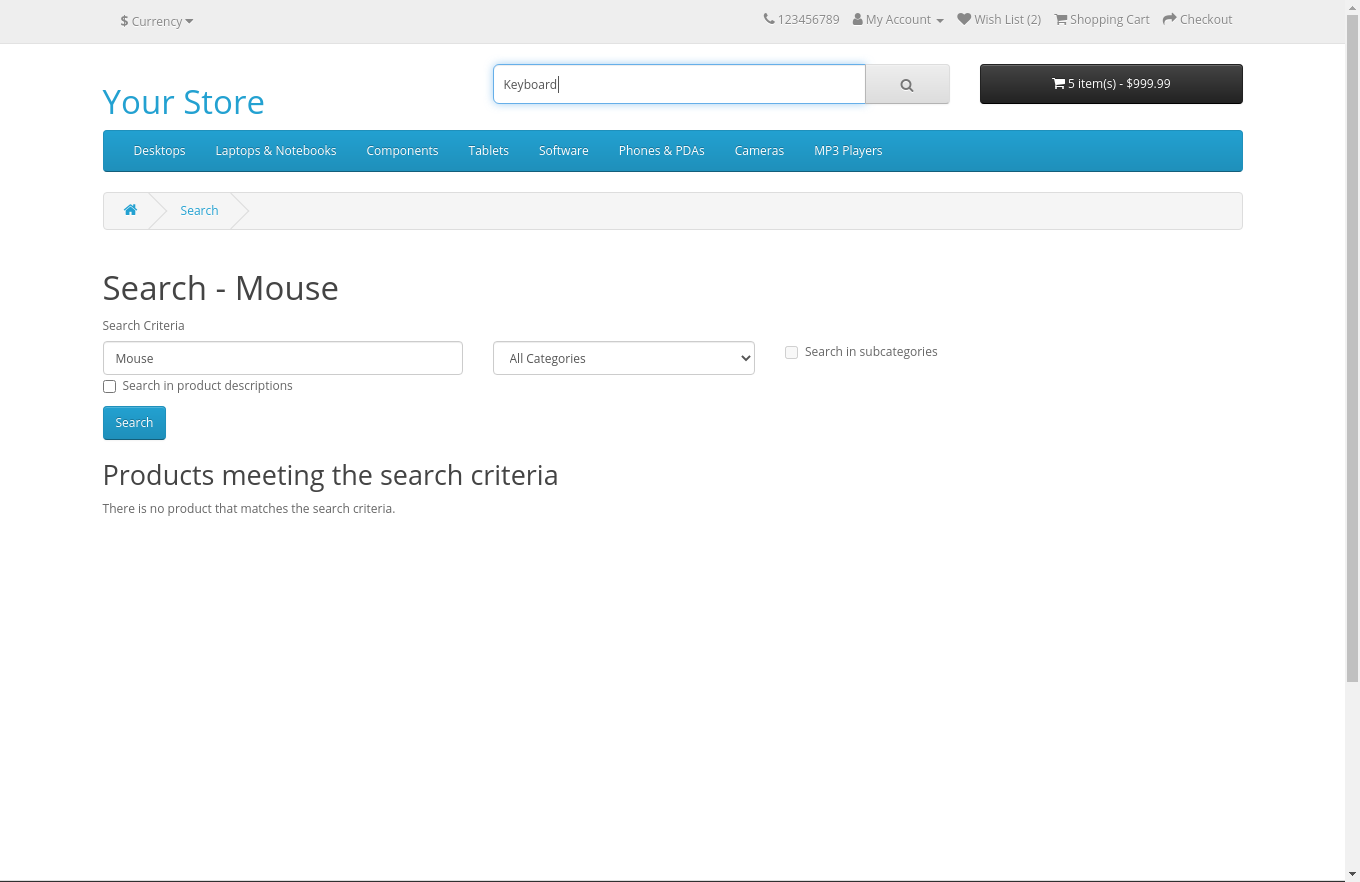 $ Currency
123456789
My Account
Wish List (2)
Shopping Cart
Checkout
Your Store
Keyboard
5 item(s) - $999.99
Desktops
Laptops & Notebooks
Components
Tablets
Software
Phones & PDAs
Cameras
MP3 Players
Search
Search - Mouse
Search Criteria
Mouse
All Categories
Search in subcategories
Search in product descriptions
Search
Products meeting the search criteria
There is no product that matches the search criteria.